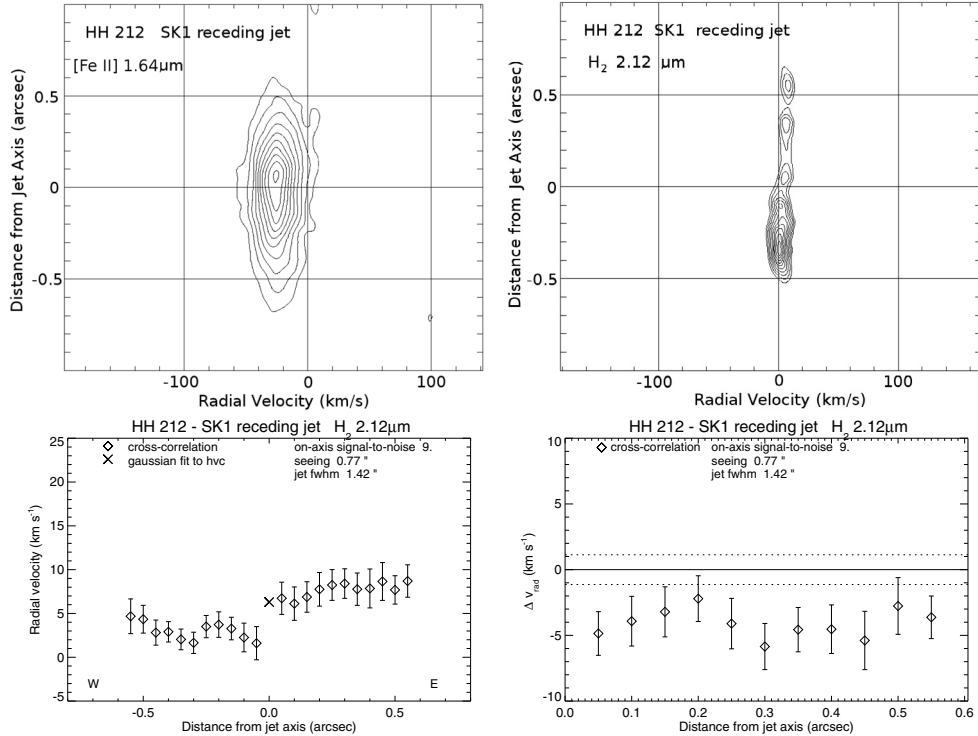 HH 212 SK1 receding jet
[Fe II] 1.64μm
Distance from Jet Axis (arcsec)
0.5
0
-0.5
-100 0 100
Radial Velocity (km/s)
HH 212 SK1 receding jet
H2 2.12 μm
Distance from Jet Axis (arcsec)
0.5
0
-0.5
-100 0 100
Radial Velocity (km/s)
HH 212 - SK1 receding jet H2 2.12μm
cross-correlation
gaussian fit to hvc
on-axis signal-to-noise 9.
seeing 0.77 "
jet fwhm 1.42 "
Radial velocity (km s-1)
25
20
15
10
5
0
-5
W
E
-0.5 0.0 0.5
Distance from jet axis (arcsec)
HH 212 - SK1 receding jet H2 2.12μm
cross-correlation
on-axis signal-to-noise 9.
seeing 0.77 "
jet fwhm 1.42 "
Δ vrad (km s-1)
10
5
0
-5
-10
0.0 0.1 0.2 0.3 0.4 0.5 0.6
Distance from jet axis (arcsec)